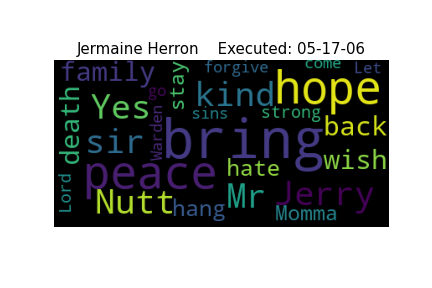 Jermaine Herron    Executed: 05-17-06
family
forgive
come
Let
go
stay
hope
death
Yes
kind
sins
strong
back
sir
Warden
bring
wish
peace
hate
Lord
Nutt
hang
Mr
Jerry
Momma